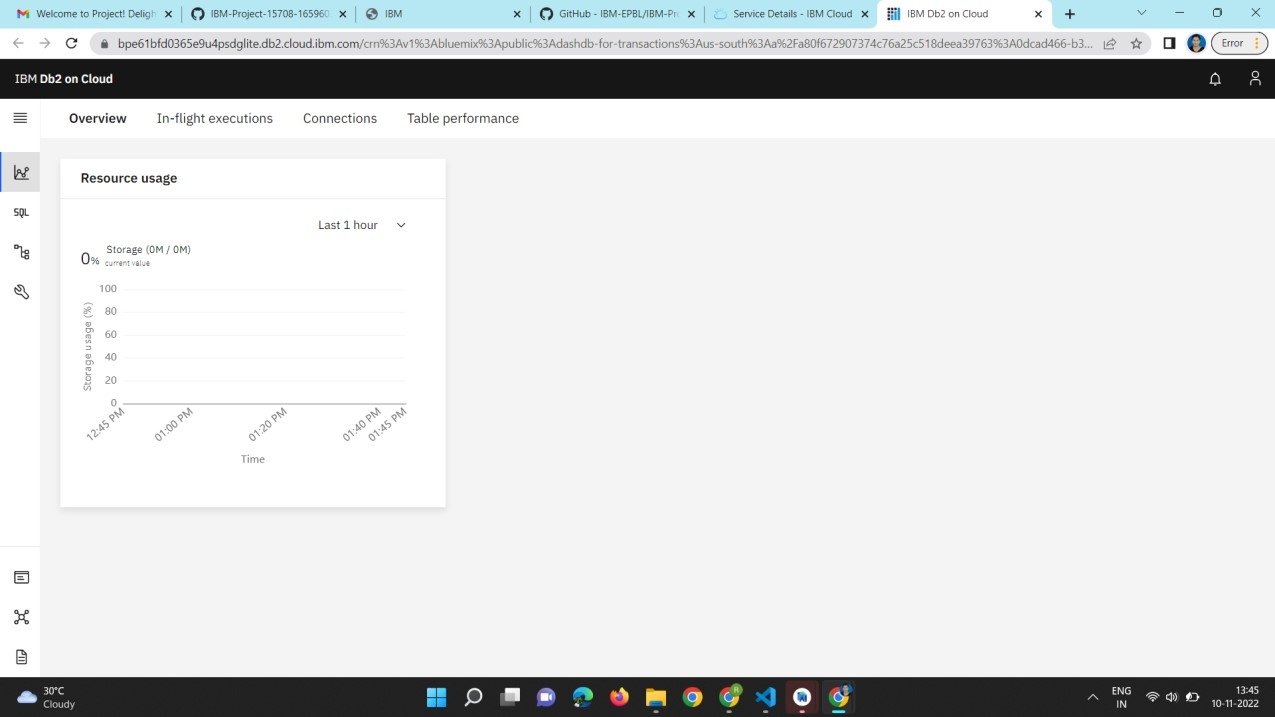 Welcome to Project! Deligh
IBM-Project-15708-165960
IBM
GitHub - IBM-EPBL/IBM-Pro
Service Details - IBM Cloud
IBM Db2 on Cloud
bpe61bfd0365e9u4psdglite.db2.cloud.ibm.com/crn%3Av1%3Abluemix%3Apublic%3Adashdb-for-transactions%3Aus-south%3Aa%2Fa80f672907374c76a25c518deea39763%3A0dcad466-b3...
Error
IBM Db2 on Cloud
Overview In-flight executions Connections Table performance
SQL
Resource usage
Last 1 hour
0% Storage (0M / 0M)
current value
Storage usage (%)
100
80
60
40
20
0
12:45 PM 01:00 PM 01:20 PM 01:40 PM 01:45 PM
Time
30°C
Cloudy
R
ENG
IN
13:45
10-11-2022